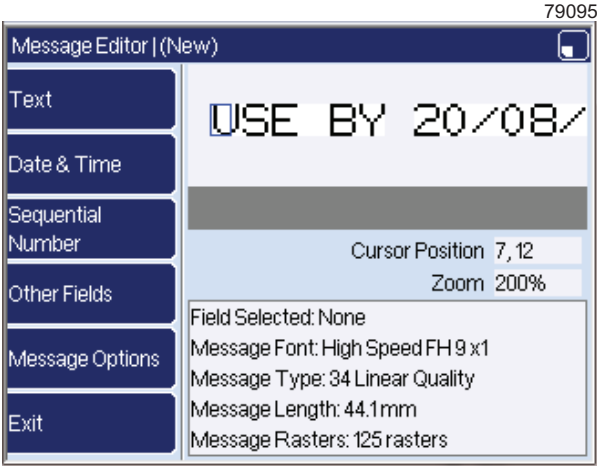 79095
Message Editor | (New)
Text
USE BY 20/08/
Date & Time
Sequential
Number
Cursor Position 7,12
Other Fields
Zoom 200%
Field Selected: None
Message Options
Message Font: High Speed FH 9 x1
Message Type: 34 Linear Quality
Message Length: 44.1mm
Exit
Message Rasters: 125 rasters